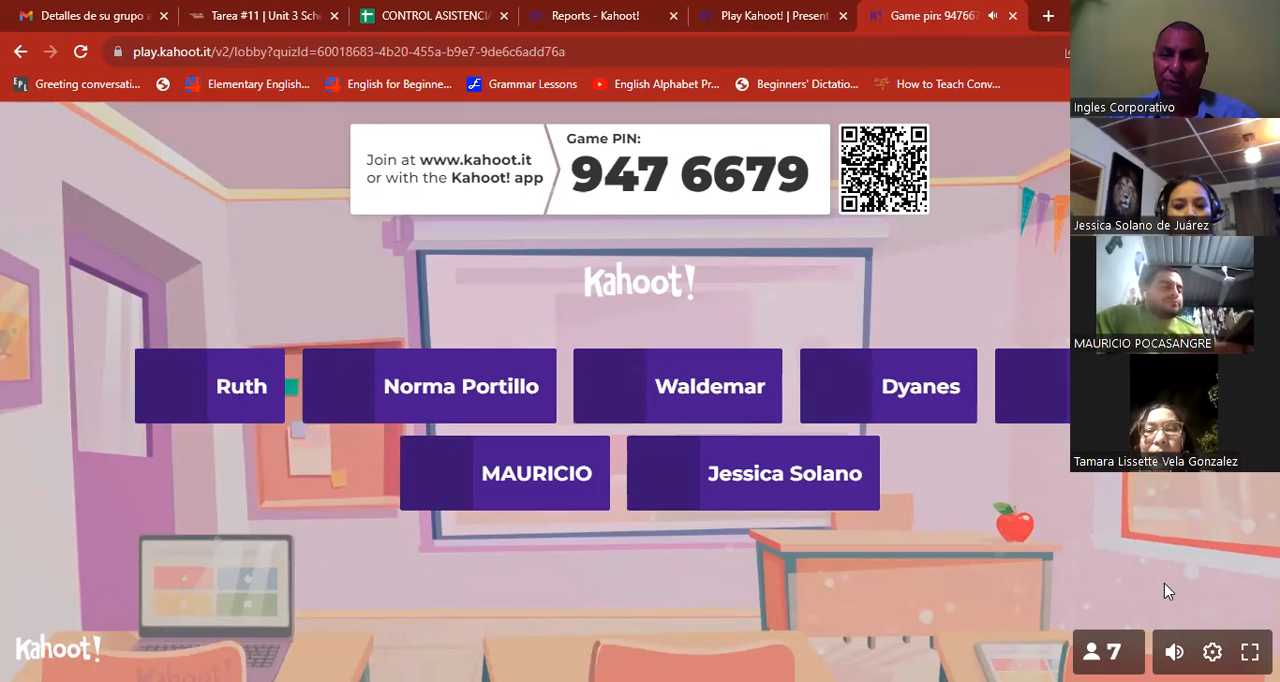 Detalles de su grupo a
Tarea #11 | Unit 3 Sch
CONTROL ASISTENCI
Reports - Kahoot!
Play Kahoot! | Present
Game pin: 94766
play.kahoot.it/v2/lobby?quizId=60018683-4b20-455a-b9e7-9de6c6add76a
Greeting conversati...
Elementary English...
English for Beginne...
Grammar Lessons
English Alphabet Pr...
Beginners' Dictatio...
How to Teach Conv...
Join at www.kahoot.it
or with the Kahoot! app
Game PIN:
947 6679
Kahoot!
Ruth
Norma Portillo
Waldemar
Dyanes
MAURICIO
Jessica Solano
Kahoot!
Kahoot!
7
Ingles Corporativo
Jessica Solano de Juárez
MAURICIO POCASANGRE
Tamara Lissette Vela Gonzalez